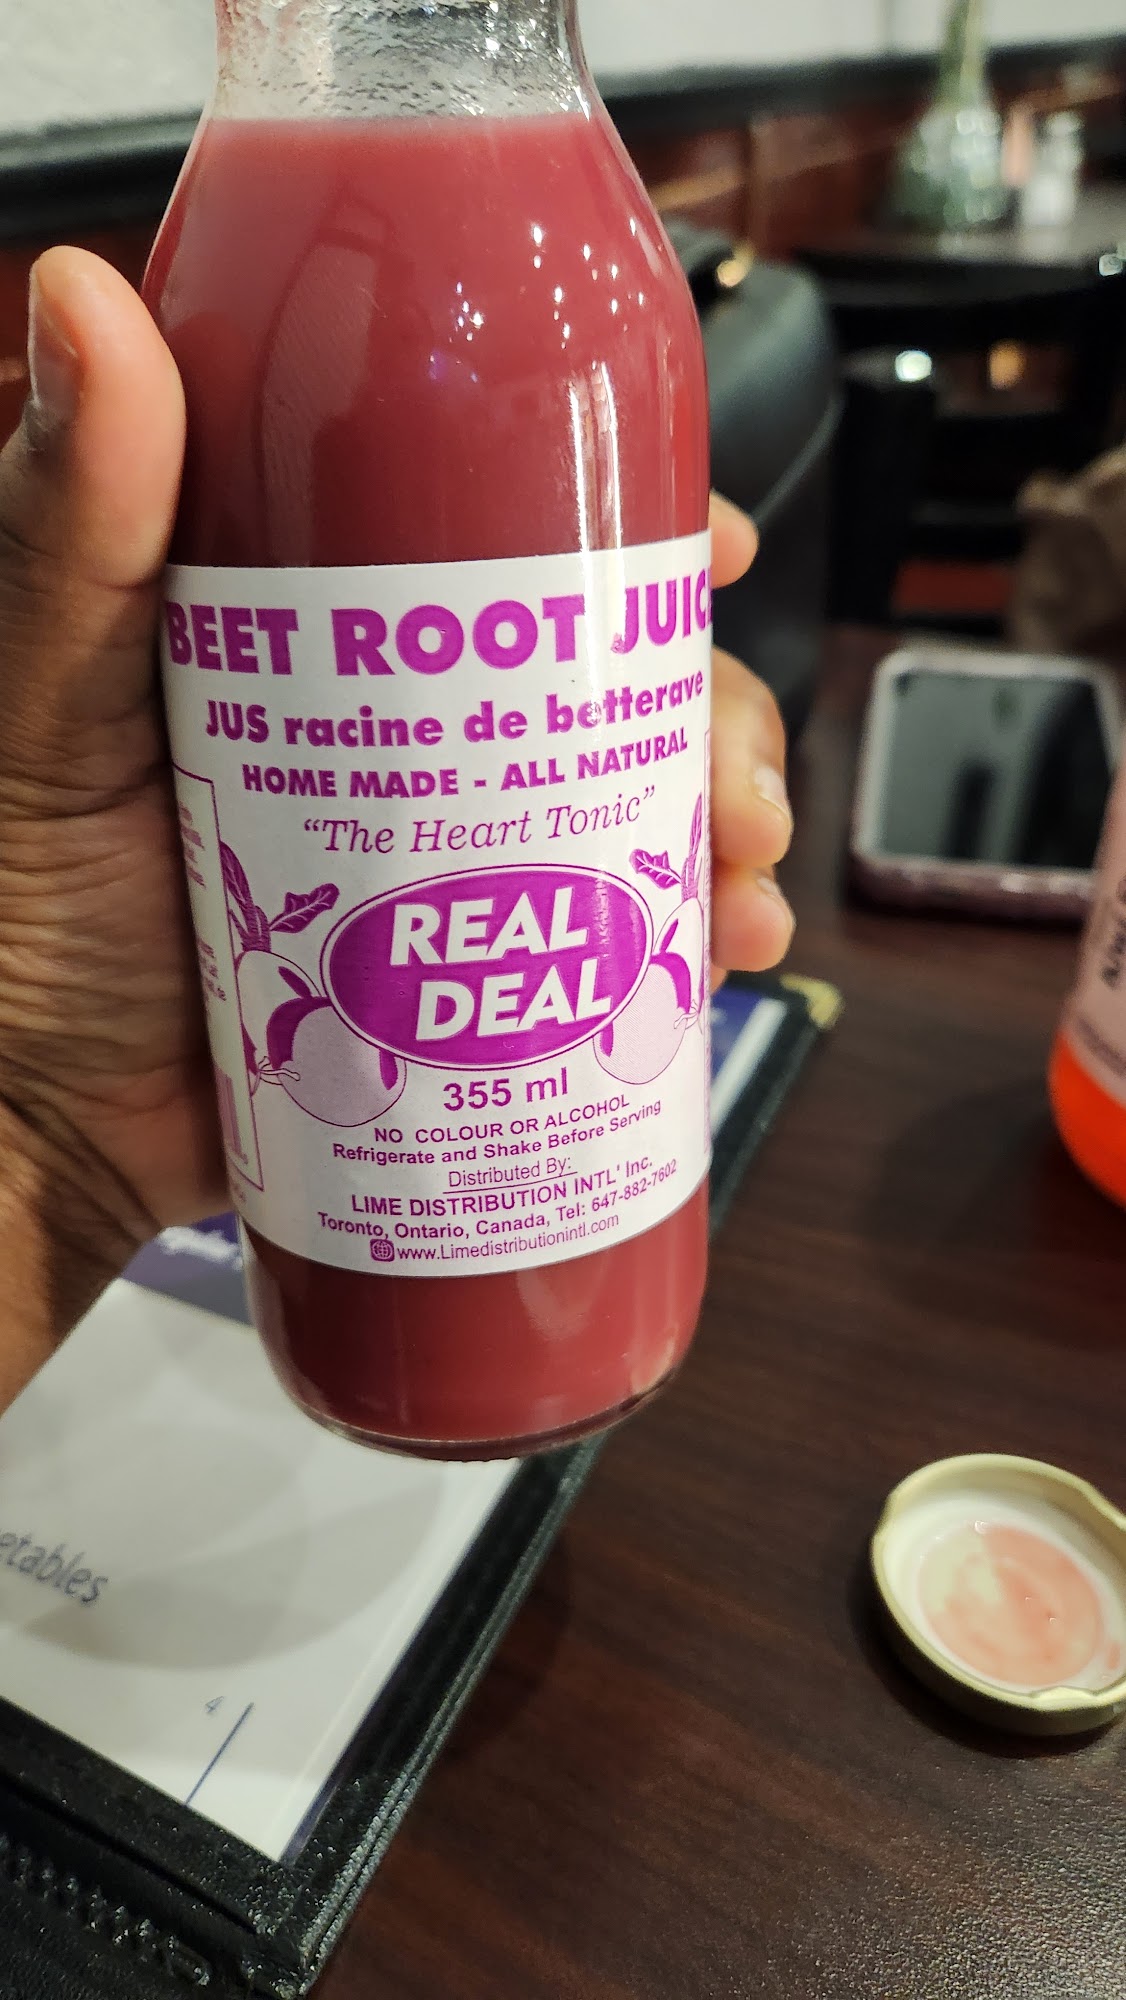 BEET ROOT JUICE
JUS racine de betterave
HOME MADE - ALL NATURAL
"The Heart Tonic"
REAL
DEAL
355 ml
NO COLOUR OR ALCOHOL
Refrigerate and Shake Before Serving
Distributed By:
LIME DISTRIBUTION INTL' Inc.
Toronto, Ontario, Canada, Tel: 647-882-7602
www.Limedistributionintl.com
etables
4